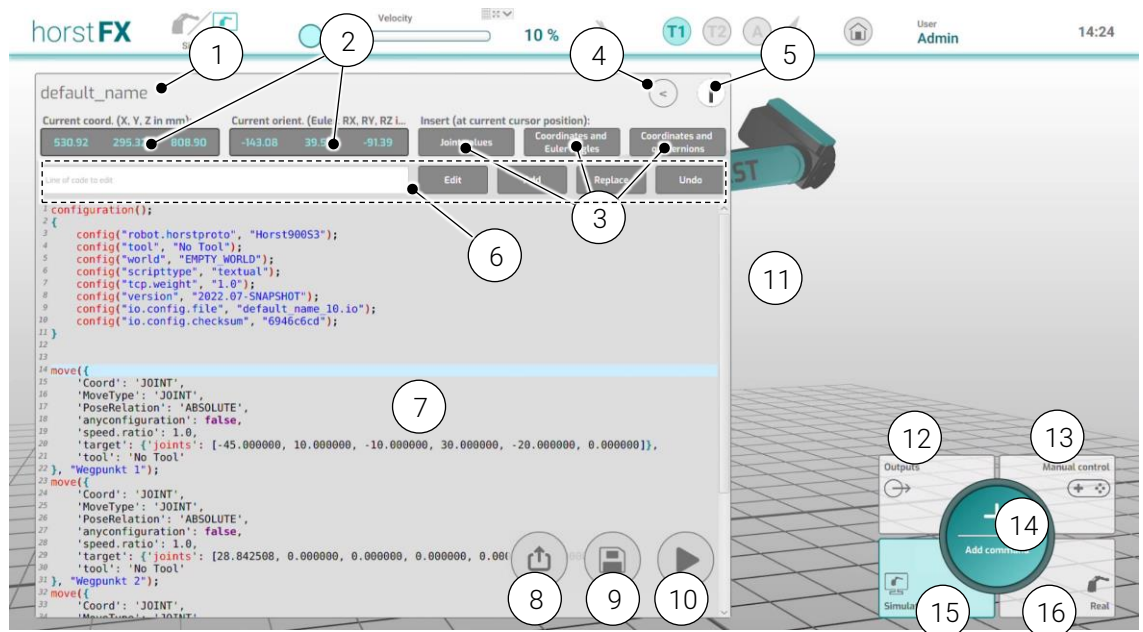 horstFX
Velocity
10 %
T1
T2
A
User
Admin
14:24
1
2
4
5
default_name
<
Current coord. (X, Y, Z in mm):
Current orient. (Eule RX, RY, RZ i...
Insert (at current cursor position):
530.92 295.32 808.90
-143.08 39.5 -91.39
Coordinates and
Coordinates and
Line of code to edit
Edit
Replace
Undo
3
6
11
1 configuration();
2 {
3 config("robot.horstproto", "Horst900S3");
4 config("tool", "No Tool");
5 config("world", "EMPTY_WORLD");
6 config("scripttype", "textual");
7 config("tcp.weight", "1.0");
8 config("version", "2022.07-SNAPSHOT");
9 config("io.config.file", "default_name_10.io");
10 config("io.config.checksum", "6946c6cd");
11 }
12
13
14 move({
15 'Coord': 'JOINT',
16 'MoveType': 'JOINT',
17 'PoseRelation': 'ABSOLUTE',
18 'anyconfiguration': false,
19 'speed.ratio': 1.0,
20 'target': {'joints': [-45.000000, 10.000000, -10.000000, 30.000000, -20.000000, 0.000000]},
21 'tool': 'No Tool'
22 }, "Wegpunkt 1");
23 move({
24 'Coord': 'JOINT',
25 'MoveType': 'JOINT',
26 'PoseRelation': 'ABSOLUTE',
27 'anyconfiguration': false,
28 'speed.ratio': 1.0,
29 'target': {'joints': [28.842508, 0.000000, 0.000000, 0.000000, 0.00
30 'tool': 'No Tool'
31 }, "Wegpunkt 2");
32 move({
33 'Coord': 'JOINT',
7
8
9
10
12
13
Outputs
Manual control
14
Add command
15
16
Real